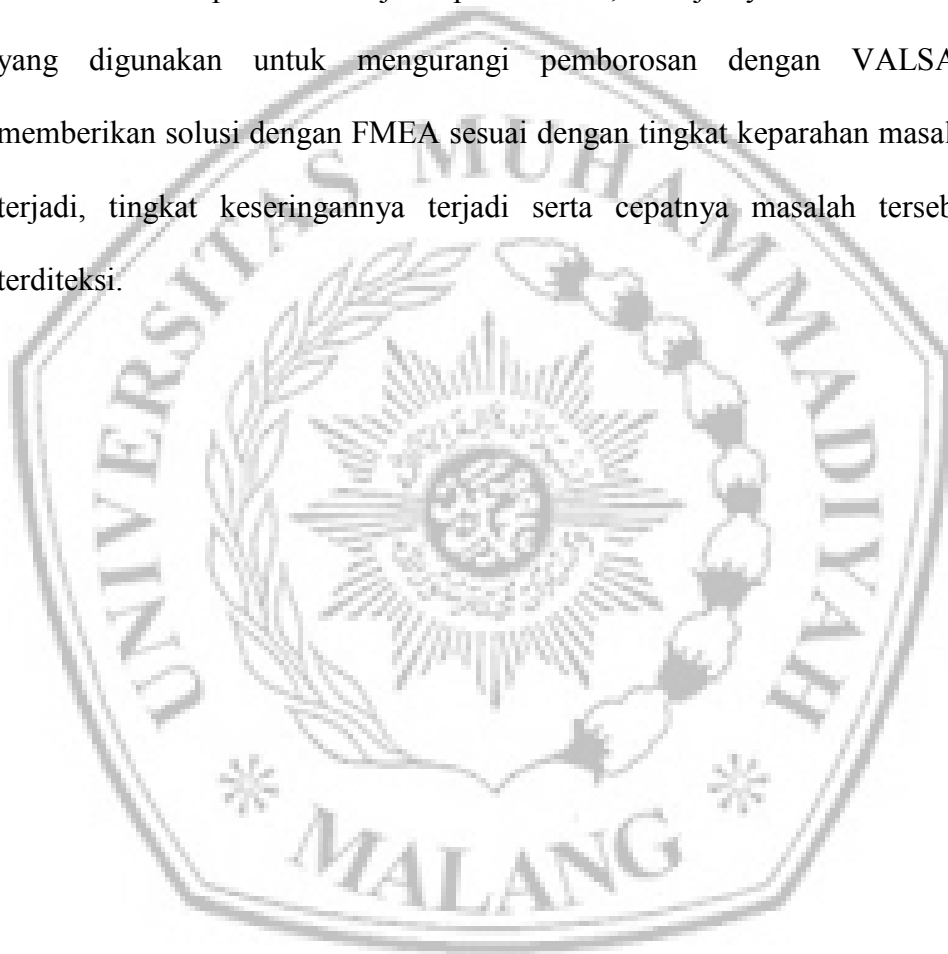 yang digunakan untuk mengurangi pemborosan dengan VALSA
memberikan solusi dengan FMEA sesuai dengan tingkat keparahan masal
terjadi, tingkat keseringannya terjadi serta cepatnya masalah terseb
terditeksi.
UNIVERSITAS MUHAMMADIYAH
MALANG